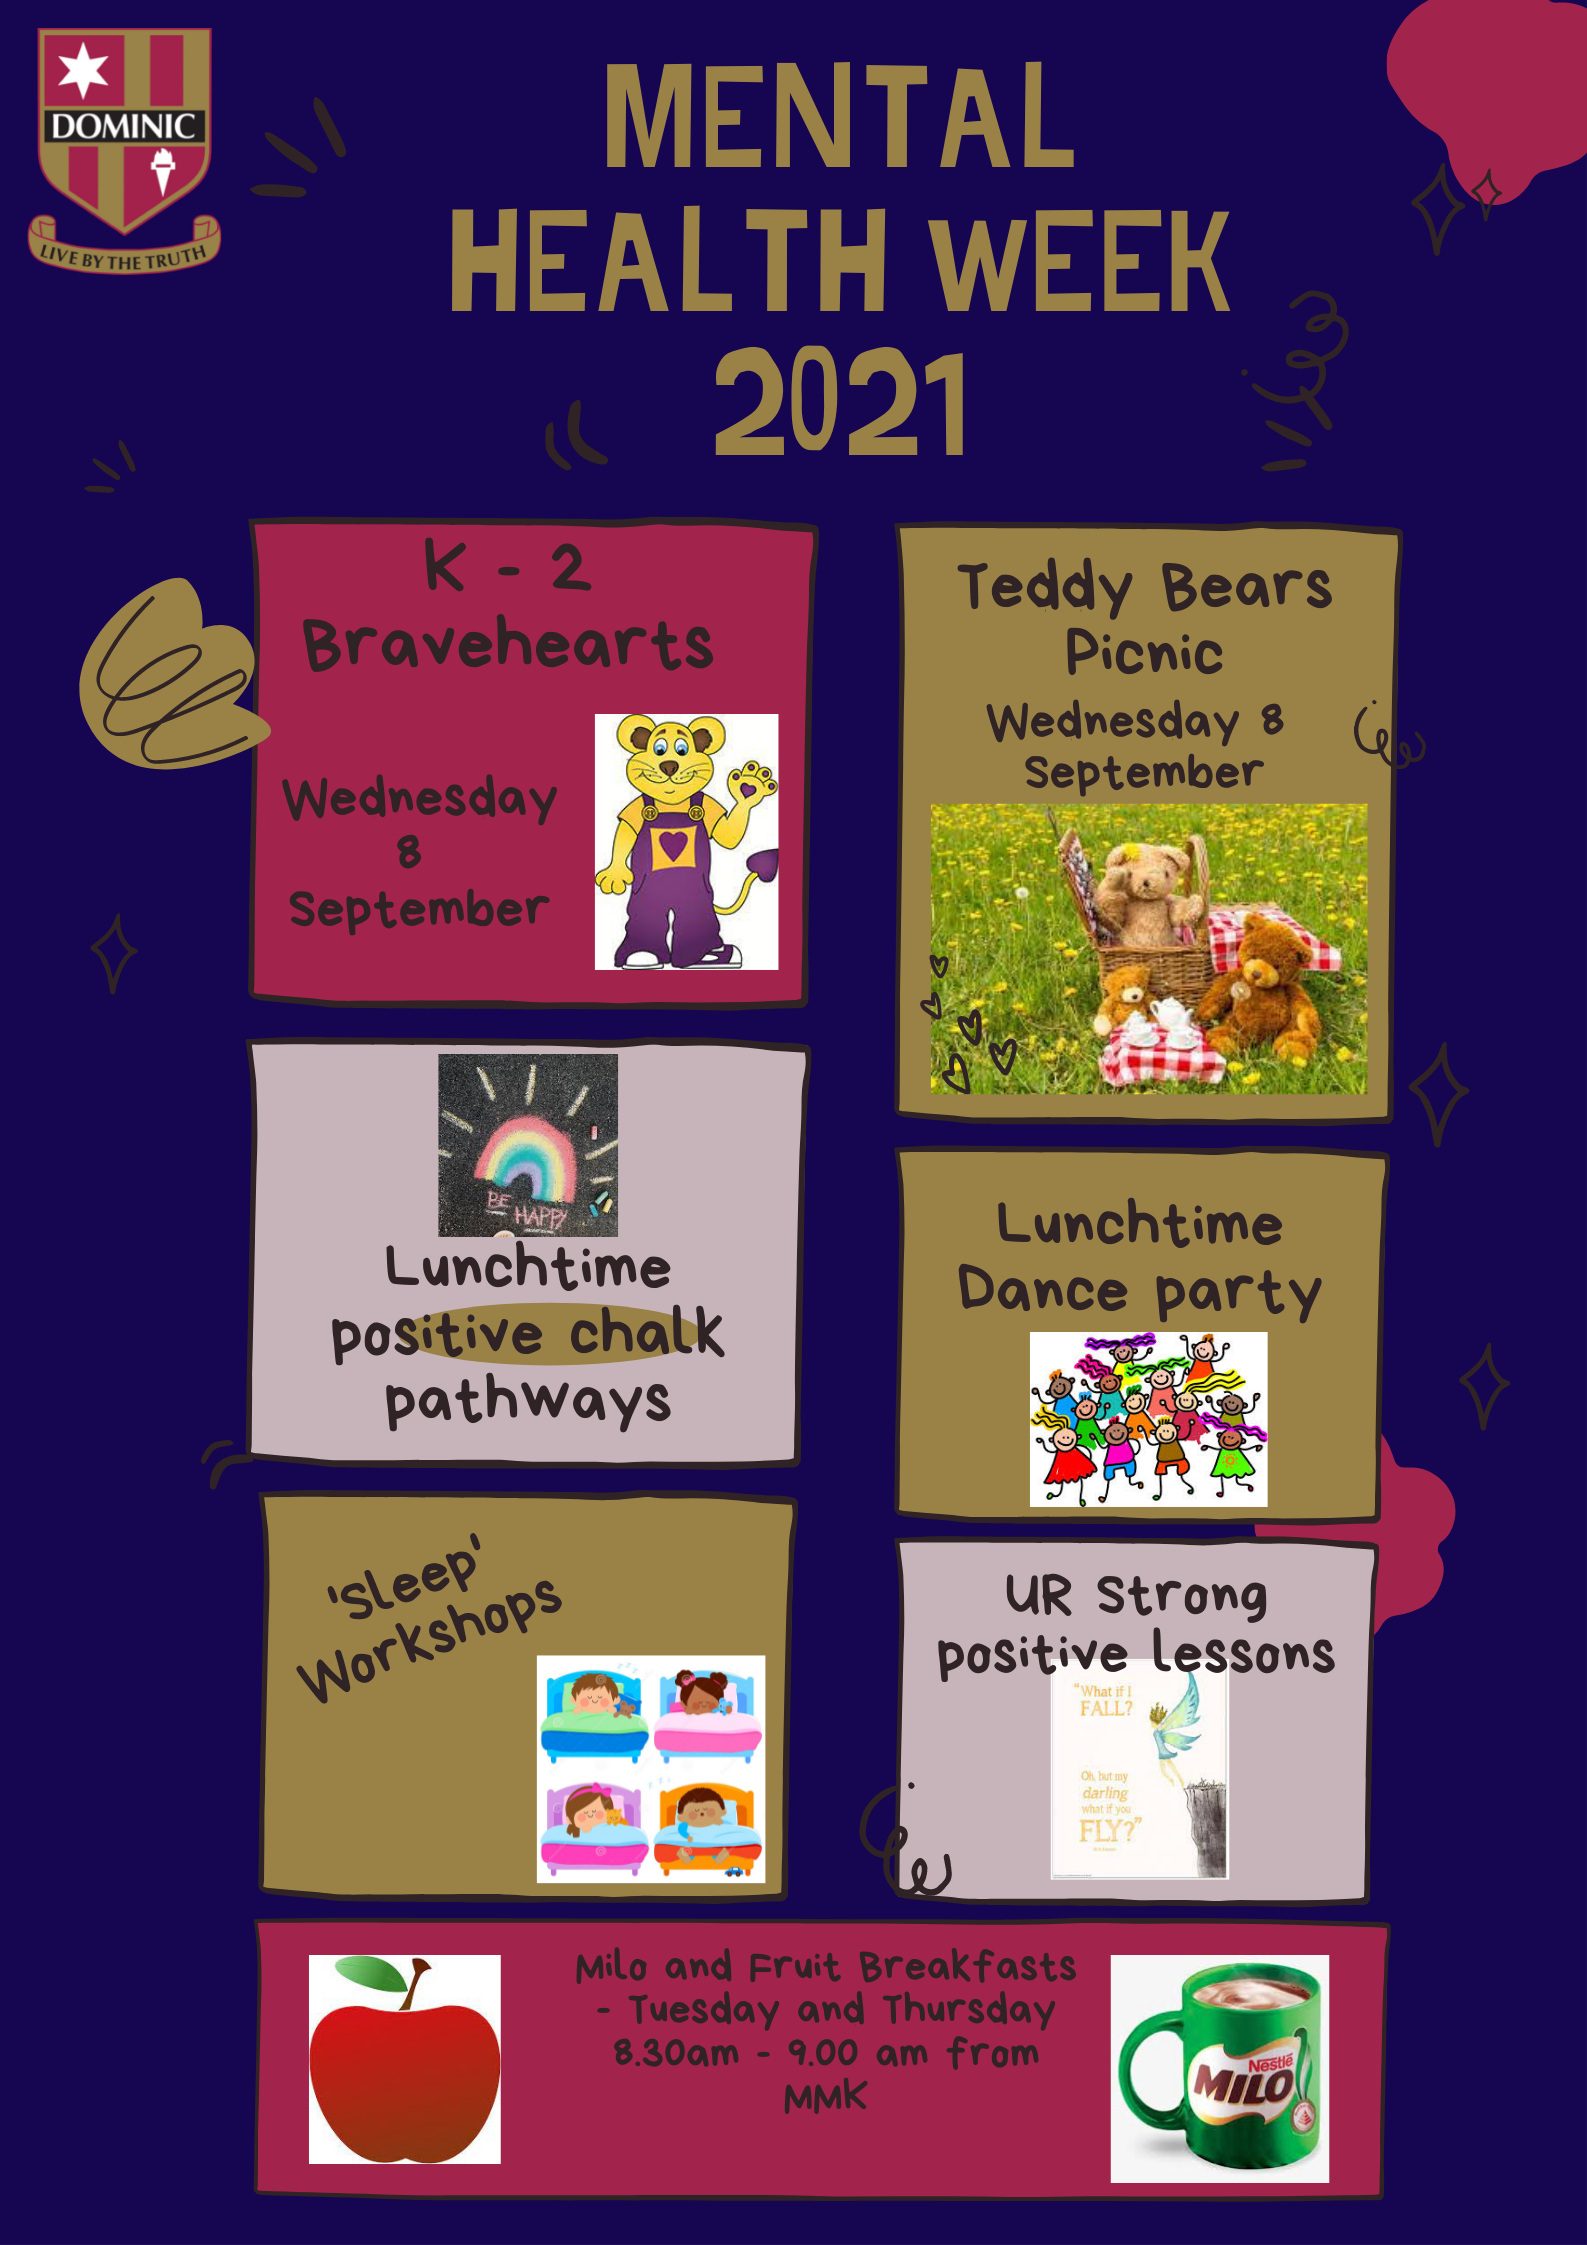 DOMINIC
LIVE BY THE TRUTH
MENTAL
HEALTH WEEK
2021
K - 2
Bravehearts
Wednesday
8
September
Teddy Bears
Picnic
Wednesday 8
September
BE
HAPPY
Lunchtime
positive chalk
pathways
Lunchtime
Dance party
'Sleep'
Workshops
UR Strong
positive lessons
"What if I
FALL?
Oh, but my
darling
what if you
FLY?"
Milo and Fruit Breakfasts
- Tuesday and Thursday
8.30am - 9.00 am from
MMK
Nestlé
MILO